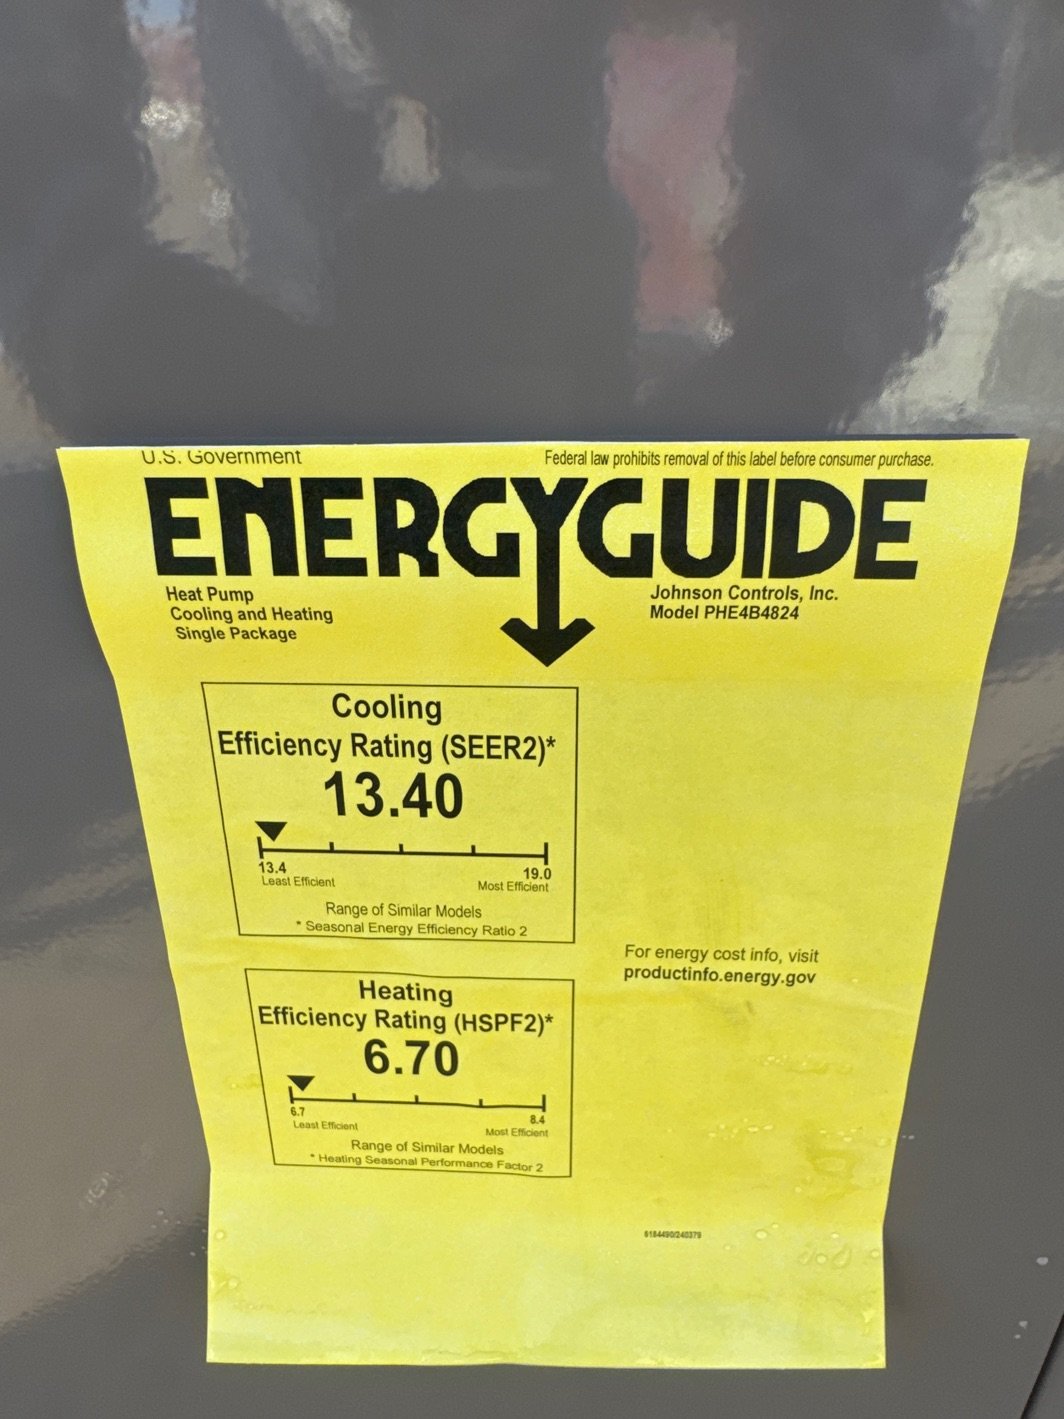 U.S. Government
Federal law prohibits removal of this label before consumer purchase.
ENERGYGUIDE
Heat Pump
Cooling and Heating
Single Package
Johnson Controls, Inc.
Model PHE4B4824
Cooling
Efficiency Rating (SEER2)*
13.40
13.4
19.0
Least Efficient
Most Efficient
Range of Similar Models
* Seasonal Energy Efficiency Ratio 2
For energy cost info, visit
productinfo.energy.gov
Heating
Efficiency Rating (HSPF2)*
6.70
6.7
8.4
Least Efficient
Most Efficient
Range of Similar Models
* Heating Seasonal Performance Factor 2
6184490/240379